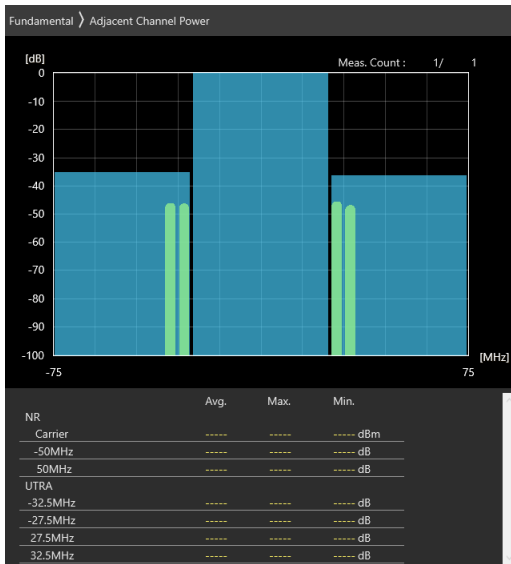 Fundamental 〉 Adjacent Channel Power
[dB] Meas. Count : 1/ 1
0
-10
-20
-30
-40
-50
-60
-70
-80
-90
-100
[MHz]
-75 75
Avg. Max. Min.
NR
Carrier ----- ----- ----- dBm
-50MHz ----- ----- ----- dB
50MHz ----- ----- ----- dB
UTRA
-32.5MHz ----- ----- ----- dB
-27.5MHz ----- ----- ----- dB
27.5MHz ----- ----- ----- dB
32.5MHz ----- ----- ----- dB